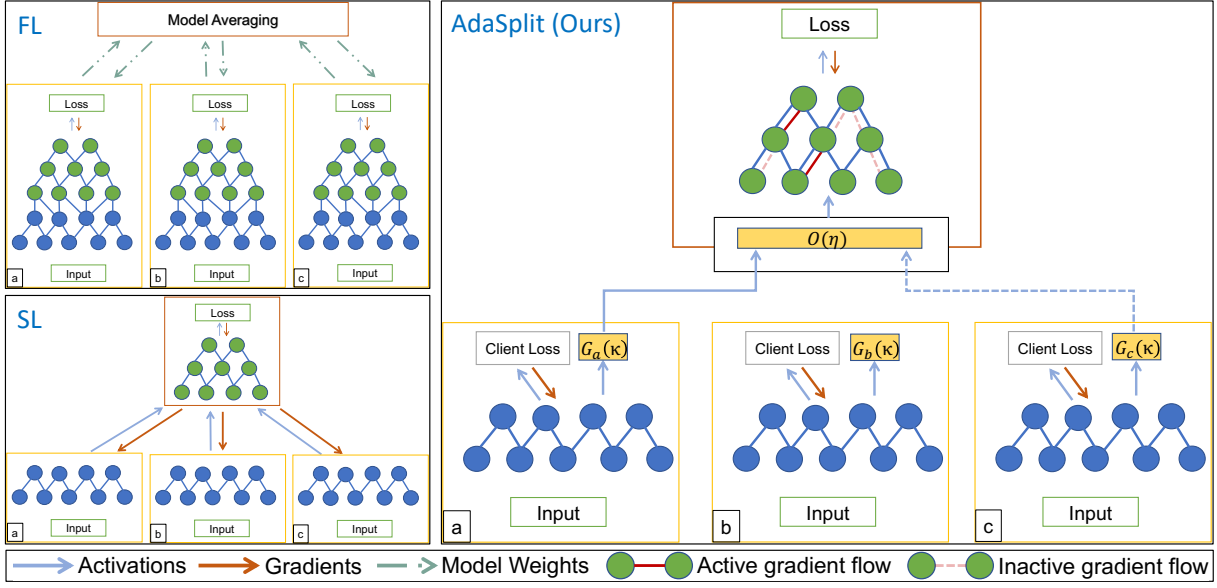 FL
Model Averaging
Loss
Loss
Loss
Input
Input
Input
a
b
c
SL
Loss
Input
Input
Input
a
b
c
AdaSplit (Ours)
Loss
O(η)
Client Loss
G_a(κ)
Client Loss
G_b(κ)
Client Loss
G_c(κ)
Input
Input
Input
a
b
c
Activations
Gradients
Model Weights
Active gradient flow
Inactive gradient flow